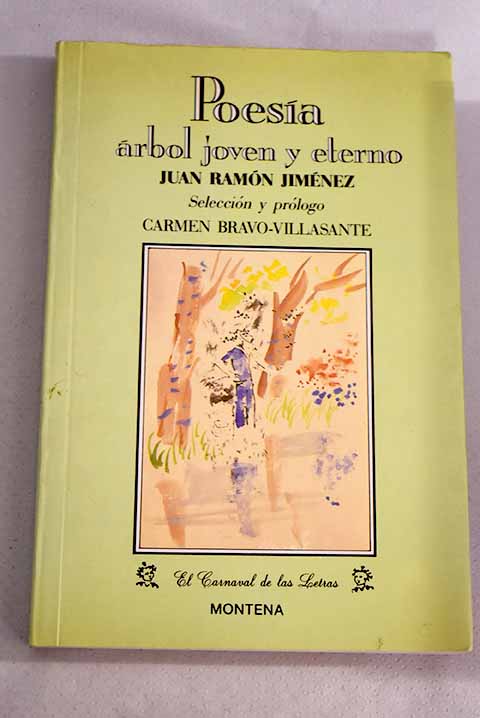 Poesía
árbol joven y eterno
JUAN RAMÓN JIMÉNEZ
Selección y prólogo
CARMEN BRAVO-VILLASANTE
El Carnaval de las Letras
MONTENA